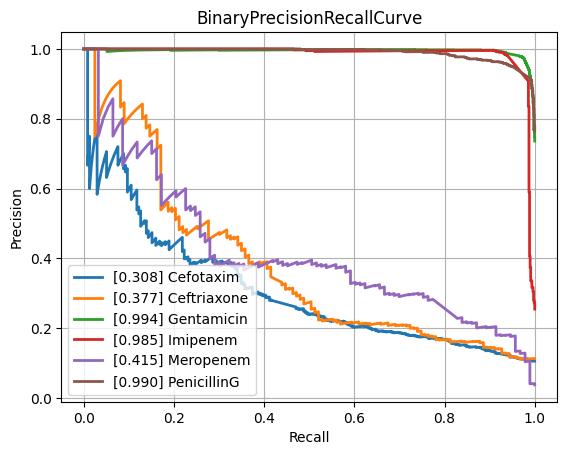 BinaryPrecisionRecallCurve
1.0
0.8
0.6
0.4
0.2
0.0
Precision
[0.308] Cefotaxim
[0.377] Ceftriaxone
[0.994] Gentamicin
[0.985] Imipenem
[0.415] Meropenem
[0.990] PenicillinG
0.0 0.2 0.4 0.6 0.8 1.0
Recall